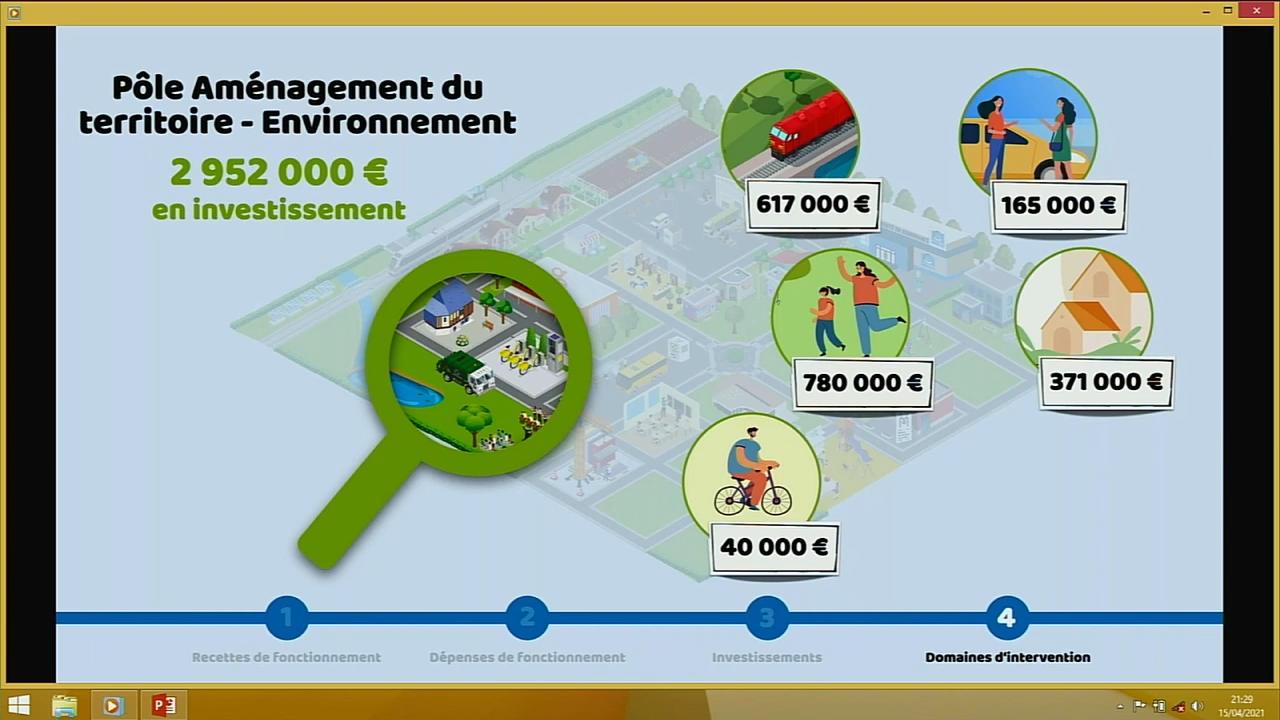 Pôle Aménagement du
territoire - Environnement
2 952 000 €
en investissement
617 000 €
165 000 €
780 000 €
371 000 €
40 000 €
1
2
3
4
Recettes de fonctionnement
Dépenses de fonctionnement
Investissements
Domaines d'intervention
21:29
15/04/2021